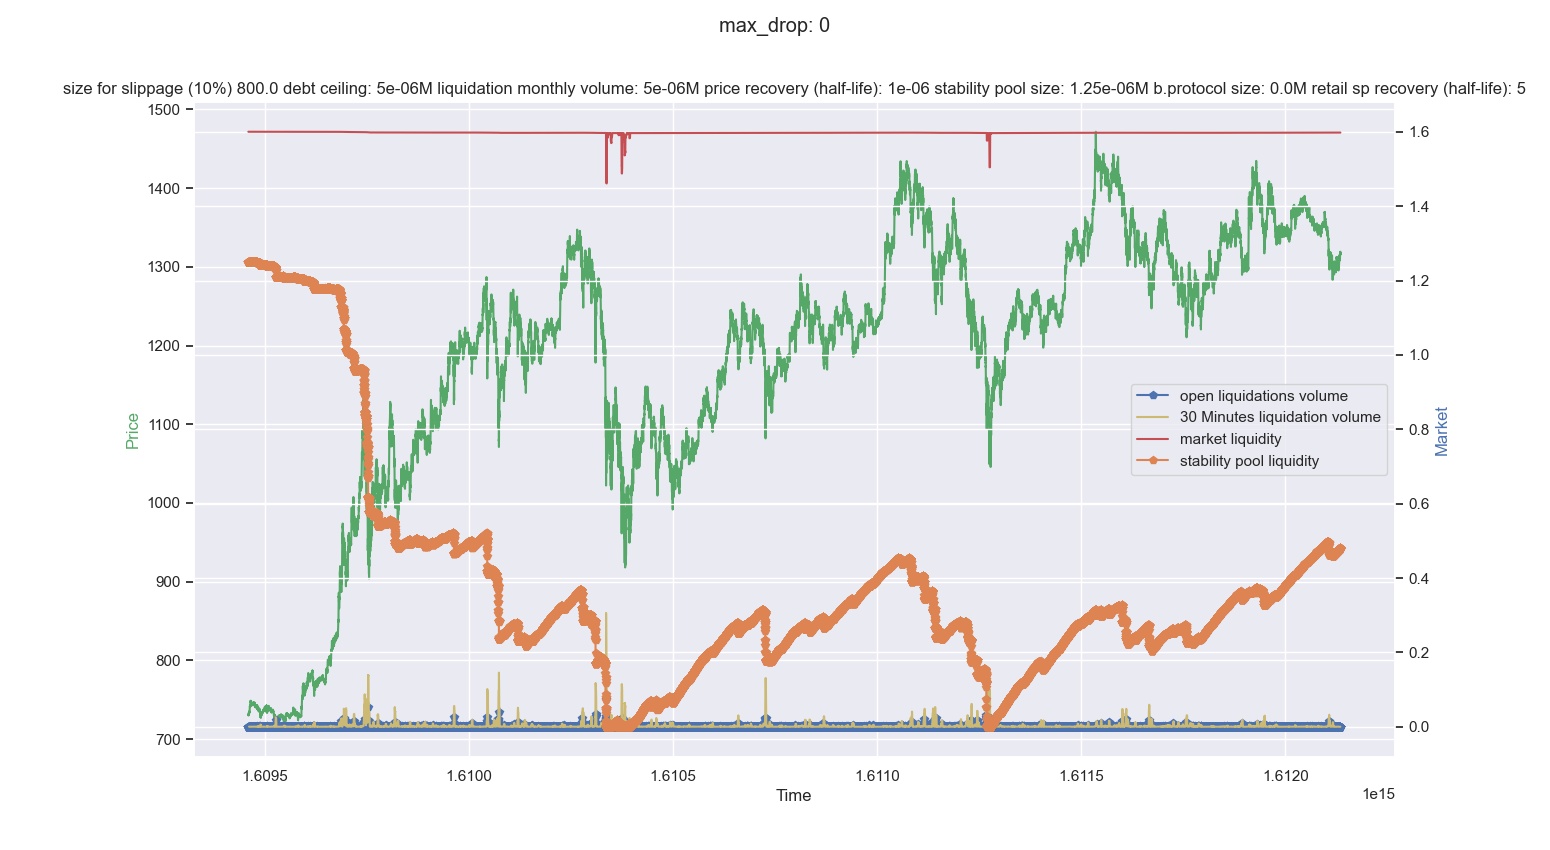 max_drop: 0
size for slippage (10%) 800.0 debt ceiling: 5e-06M liquidation monthly volume: 5e-06M price recovery (half-life): 1e-06 stability pool size: 1.25e-06M b.protocol size: 0.0M retail sp recovery (half-life): 5
1500
1400
1300
1200
1100
1000
900
800
700
Price
1.6
1.4
1.2
1.0
0.8
0.6
0.4
0.2
0.0
Market
open liquidations volume
30 Minutes liquidation volume
market liquidity
stability pool liquidity
1.6095
1.6100
1.6105
1.6110
1.6115
1.6120
Time
1e15